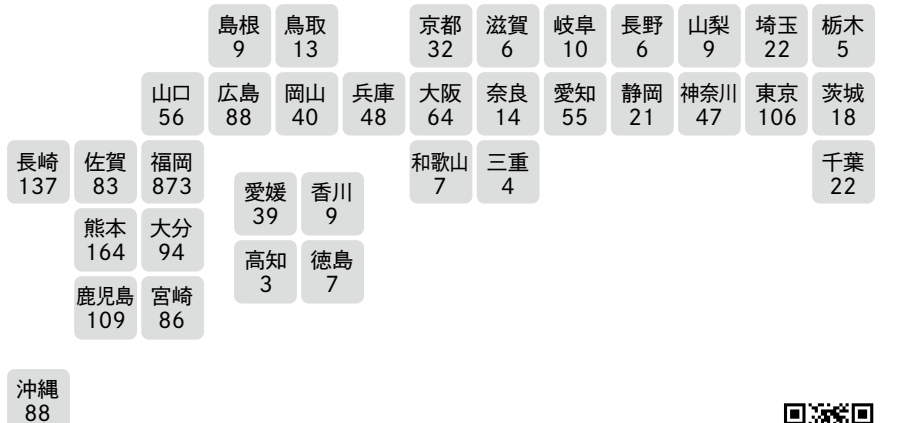 島根 鳥取 京都 滋賀 岐阜 長野 山梨 埼玉 栃木
9 13 32 6 10 6 9 22 5
山口 広島 岡山 兵庫 大阪 奈良 愛知 静岡 神奈川 東京 茨城
56 88 40 48 64 14 55 21 47 106 18
長崎 佐賀 福岡 和歌山 三重 千葉
137 83 873 7 4 22
愛媛 香川
39 9
熊本 大分
164 94
高知 徳島
3 7
鹿児島 宮崎
109 86
沖縄
88